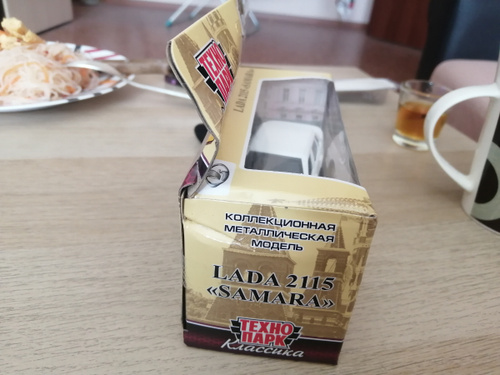 ТЕХНО
ПАРК
КОЛЛЕКЦИОННАЯ
МЕТАЛЛИЧЕСКАЯ
МОДЕЛЬ
LADA 2115
«SAMARA»
ТЕХНО
ПАРК
Классика